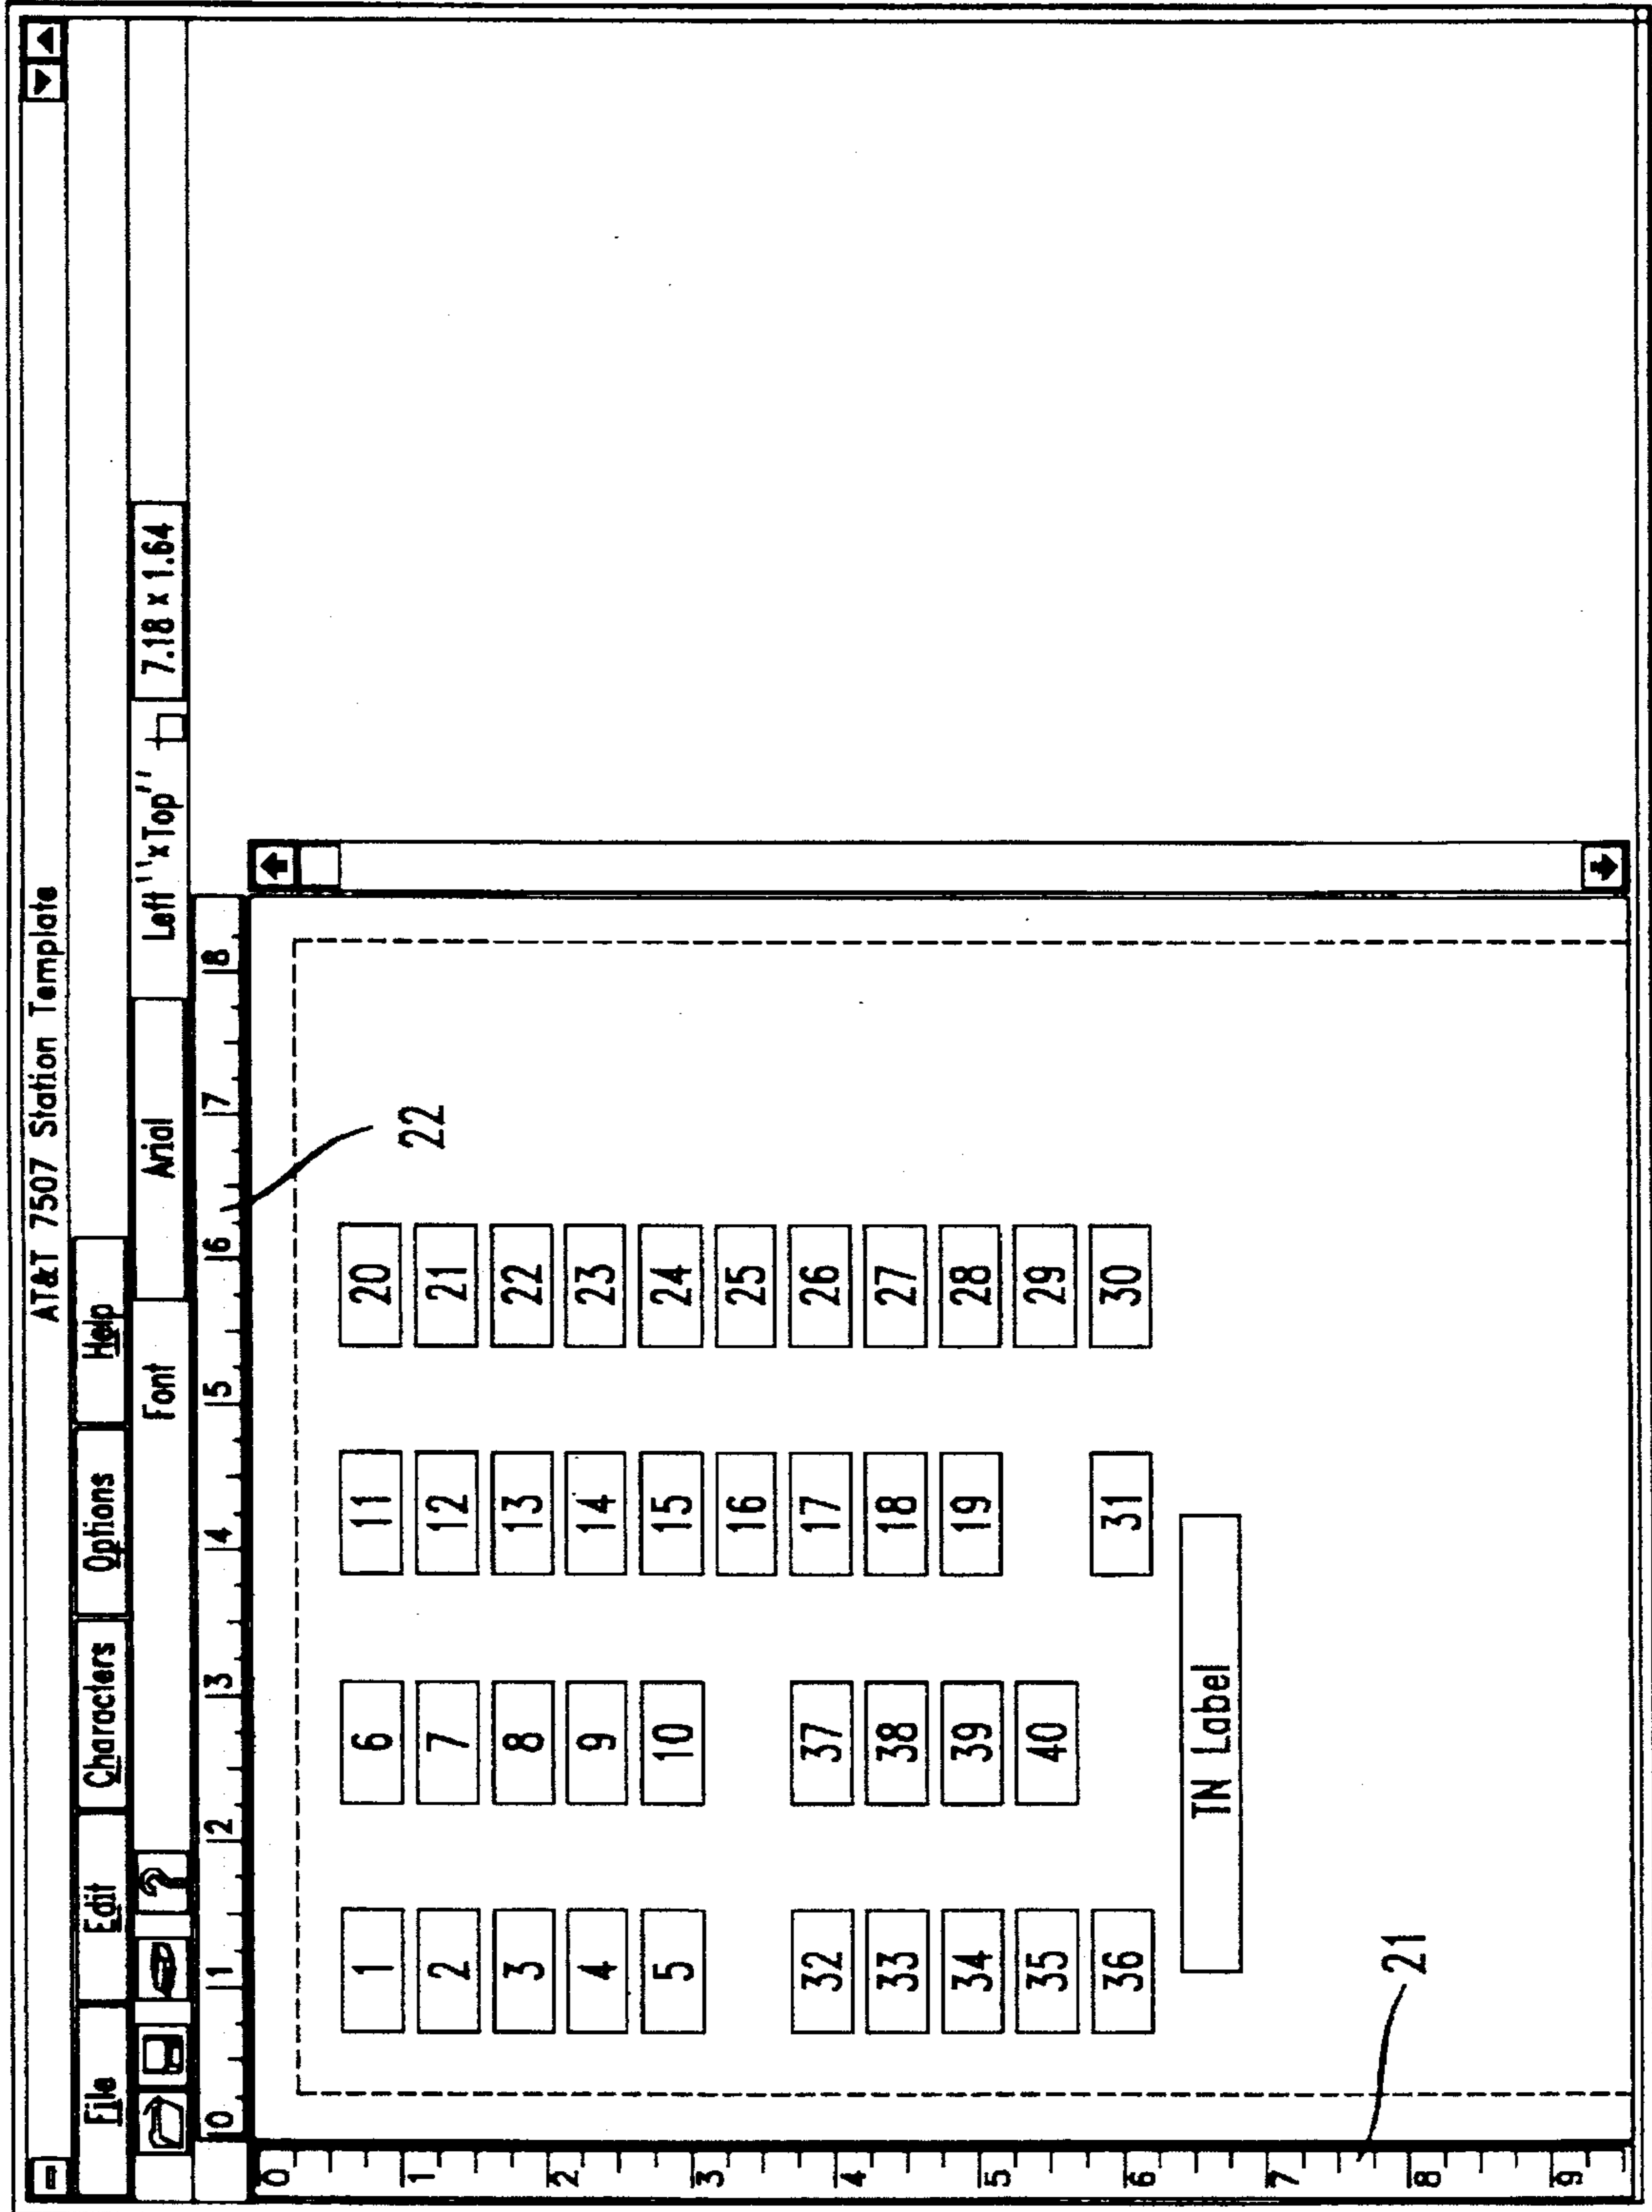 AT&T 7507 Station Template
File Edit Characters Options Help
Font Arial Left"xTop" 7.18 x 1.64
0 1 2 3 4 5 6 7 8
22
0
1 6 11 20
1
2 7 12 21
3 8 13 22
2
4 9 14 23
5 10 15 24
3
16 25
32 37 17 26
4
33 38 18 27
34 39 19 28
5
35 40 29
36 31 30
6
TN Label
7
21
8
9